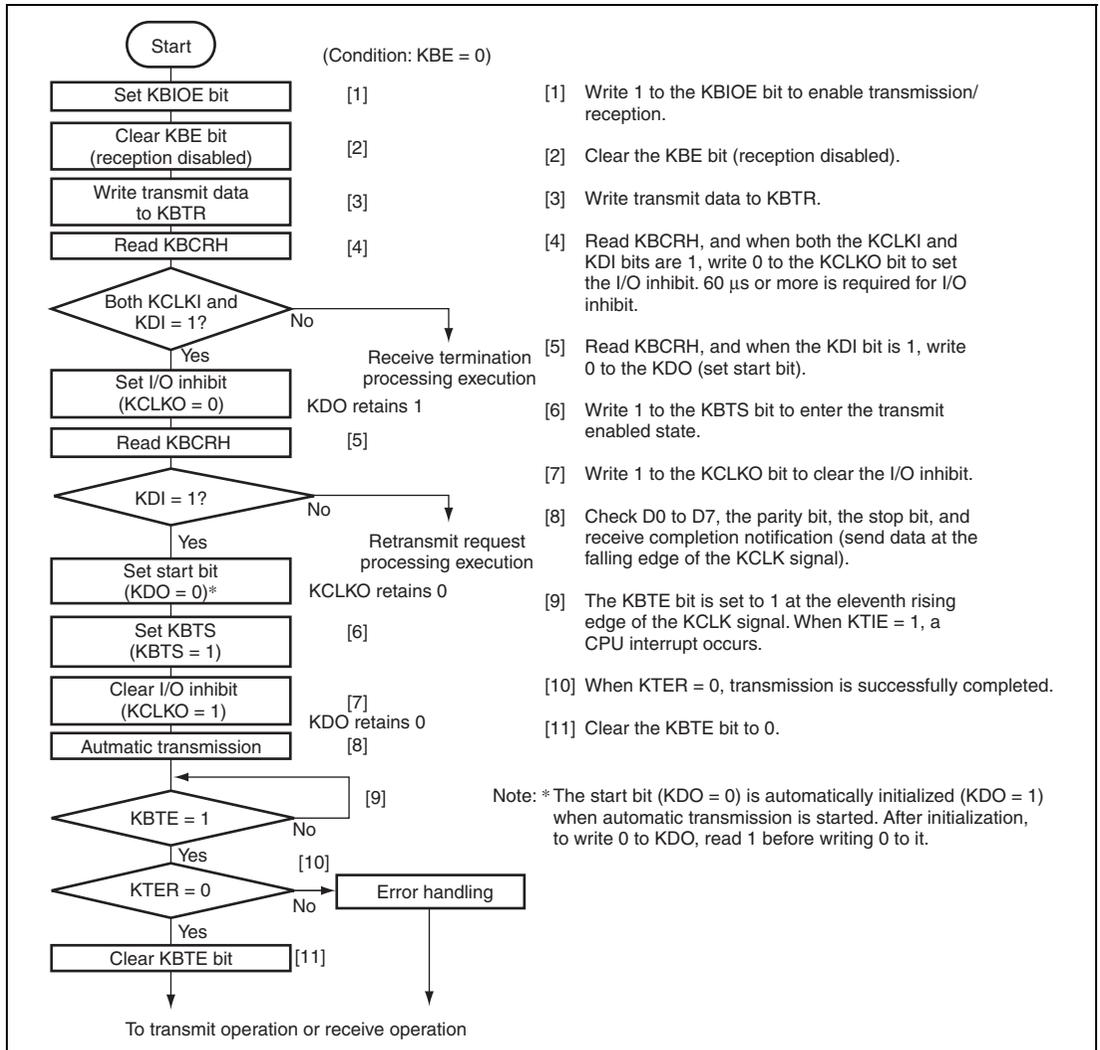 Start
(Condition: KBE = 0)
Set KBIOE bit
[1]
Clear KBE bit
(reception disabled)
[2]
Write transmit data
to KBTR
[3]
Read KBCRH
[4]
Both KCLKI and
KDI = 1?
No
Yes
Receive termination
processing execution
Set I/O inhibit
(KCLKO = 0)
KDO retains 1
Read KBCRH
[5]
KDI = 1?
No
Yes
Retransmit request
processing execution
Set start bit
(KDO = 0)*
KCLKO retains 0
Set KBTS
(KBTS = 1)
[6]
Clear I/O inhibit
(KCLKO = 1)
[7]
KDO retains 0
Autmatic transmission
[8]
KBTE = 1
[9]
No
Yes
[10]
KTER = 0
No
Error handling
Yes
Clear KBTE bit
[11]
To transmit operation or receive operation
[1] Write 1 to the KBIOE bit to enable transmission/
reception.
[2] Clear the KBE bit (reception disabled).
[3] Write transmit data to KBTR.
[4] Read KBCRH, and when both the KCLKI and
KDI bits are 1, write 0 to the KCLKO bit to set
the I/O inhibit. 60 μs or more is required for I/O
inhibit.
[5] Read KBCRH, and when the KDI bit is 1, write
0 to the KDO (set start bit).
[6] Write 1 to the KBTS bit to enter the transmit
enabled state.
[7] Write 1 to the KCLKO bit to clear the I/O inhibit.
[8] Check D0 to D7, the parity bit, the stop bit, and
receive completion notification (send data at the
falling edge of the KCLK signal).
[9] The KBTE bit is set to 1 at the eleventh rising
edge of the KCLK signal. When KTIE = 1, a
CPU interrupt occurs.
[10] When KTER = 0, transmission is successfully completed.
[11] Clear the KBTE bit to 0.
Note: * The start bit (KDO = 0) is automatically initialized (KDO = 1)
when automatic transmission is started. After initialization,
to write 0 to KDO, read 1 before writing 0 to it.